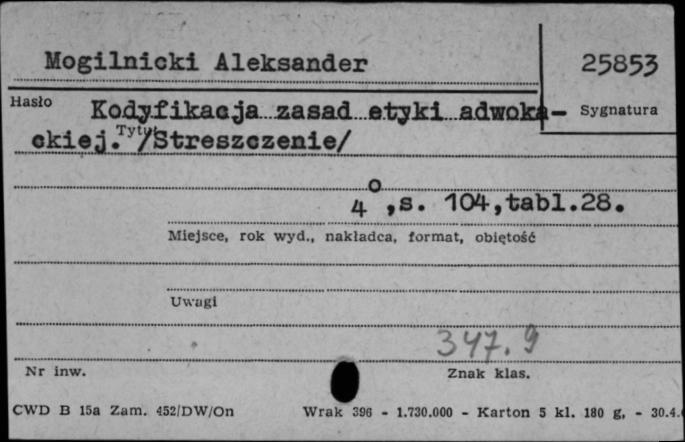 Mogilnicki Aleksander
25853
Hasło
Sygnatura
Kodyfikacja zasad etyki adwoka-
Tytuł
ckiej. /Streszczenie/
4°, s. 104, tabl. 28.
Miejsce, rok wyd., nakładca, format, obiętość
Uwagi
347.9
Nr inw.
Znak klas.
CWD B 15a Zam. 452/DW/On
Wrak 396 - 1.730.000 - Karton 5 kl. 180 g, - 30.4.